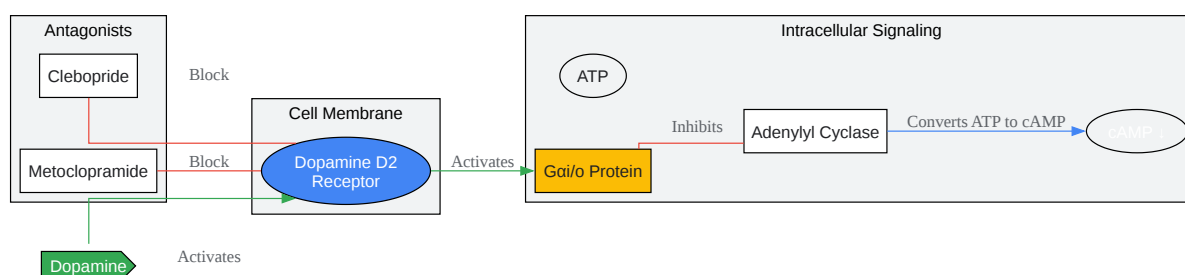 Antagonists
Clebopride
Block
Metoclopramide
Block
Cell Membrane
Dopamine D2
Receptor
Activates
Dopamine
Activates
Intracellular Signaling
ATP
Gαi/o Protein
Inhibits
Adenylyl Cyclase
Converts ATP to cAMP
cAMP ↓